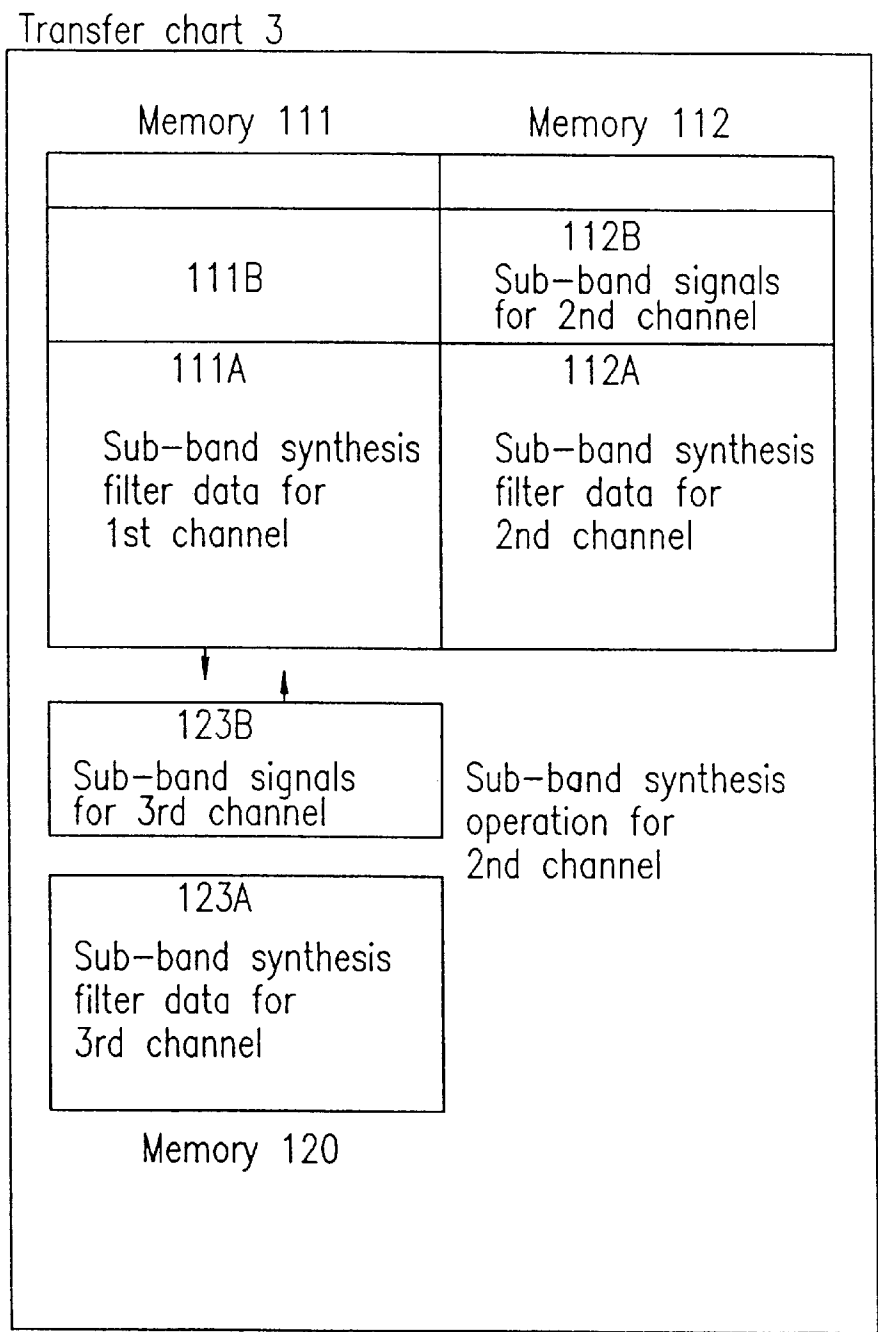 Transfer chart 3
Memory 111
Memory 112
111B
112B
Sub-band signals
for 2nd channel
111A
Sub-band synthesis
filter data for
1st channel
112A
Sub-band synthesis
filter data for
2nd channel
123B
Sub-band signals
for 3rd channel
Sub-band synthesis
operation for
2nd channel
123A
Sub-band synthesis
filter data for
3rd channel
Memory 120